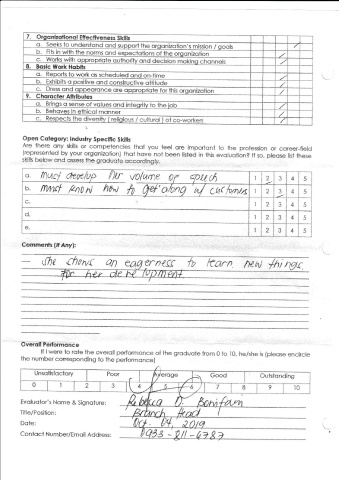 7. Organizational Effectiveness Skills
a. Seeks to understand and support the organization's mission / goals
b. Fits in with the norms and expectations of the organization
c. Works with appropriate authority and decision making channels
8. Basic Work Habits
a. Reports to work as scheduled and on-time
b. Exhibits a positive and constructive attitude
c. Dress and appearance are appropriate for this organization
9. Character Attributes
a. Brings a sense of values and integrity to the job
b. Behaves in ethical manner
c. Respects the diversity (religious / cultural) of co-workers
Open Category: Industry Specific Skills
Are there any skills or competencies that you feel are important to the profession or career-field
(represented by your organization) that have not been listed in this evaluation? If so, please list these
skills below and assess the graduate accordingly.
a. must develop her volume of speech 1 2 3 4 5
b. must know how to get along w/ customers 1 2 3 4 5
c. 1 2 3 4 5
d. 1 2 3 4 5
e. 1 2 3 4 5
Comments (If Any):
she shows an eagerness to learn new things
for her development.
Overall Performance
If I were to rate the overall performance of the graduate from 0 to 10, he/she is (please encircle
the number corresponding to the performance)
Unsatisfactory Poor Average Good Outstanding
0 1 2 3 4 5 6 7 8 9 10
Evaluator's Name & Signature: Rebecca D.
Title/Position: Branch Head
Date: Oct. 04, 2019
Contact Number/Email Address: 0933-811-6787